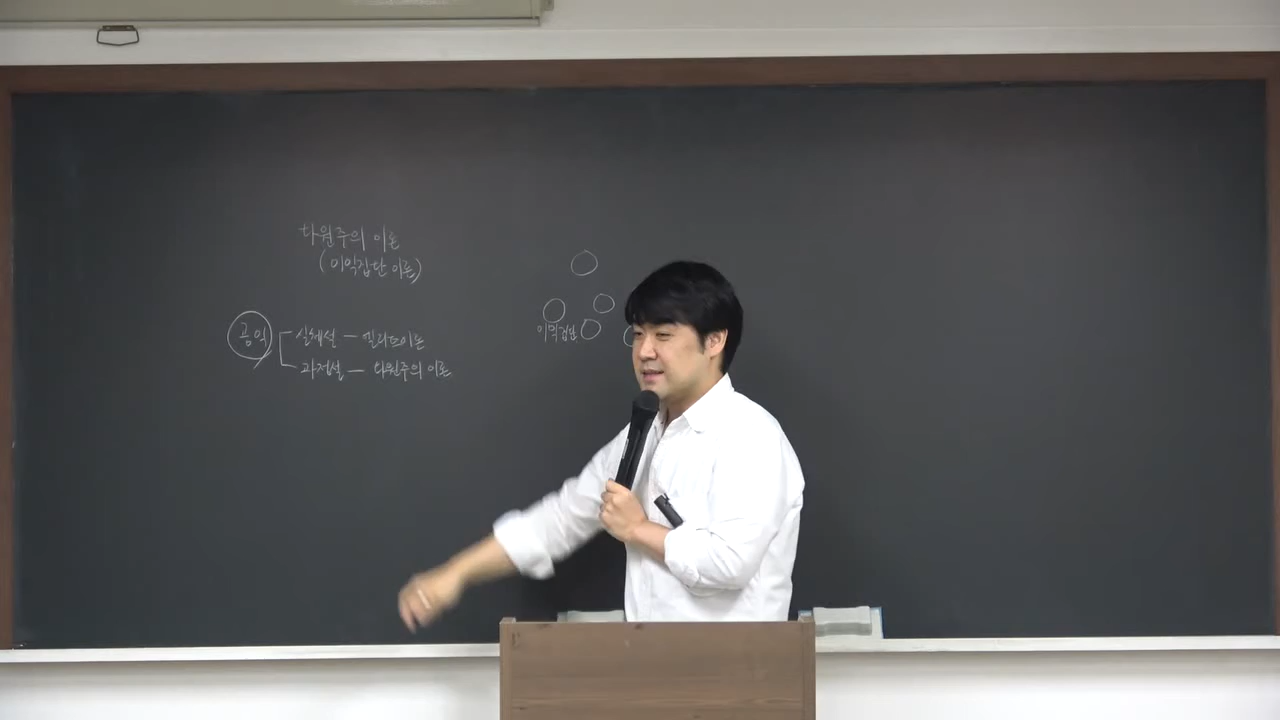 다원주의 이론
(이익집단 이론)
공익
실체설 — 엘리트이론
과정설 — 다원주의 이론
이익집단